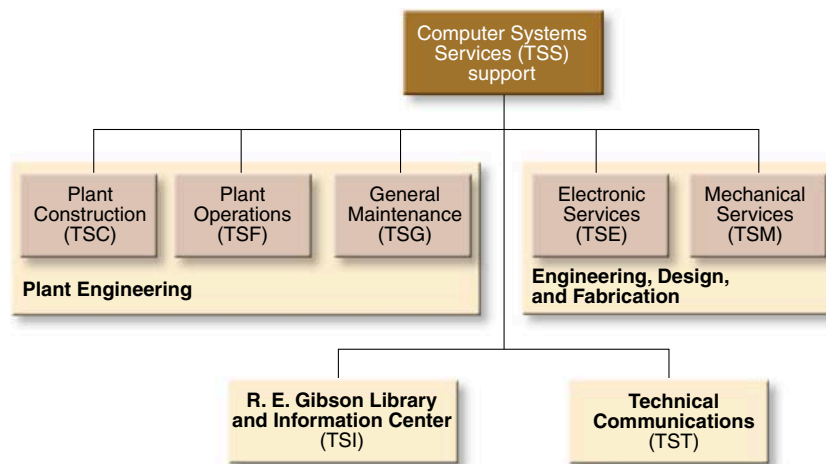 Computer Systems
Services (TSS)
support
Plant
Construction
(TSC)
Plant
Operations
(TSF)
General
Maintenance
(TSG)
Plant Engineering
Electronic
Services
(TSE)
Mechanical
Services
(TSM)
Engineering, Design,
and Fabrication
R. E. Gibson Library
and Information Center
(TSI)
Technical
Communications
(TST)